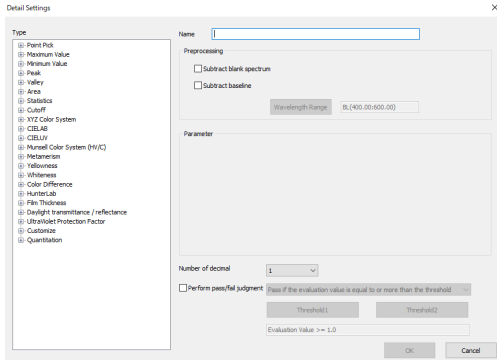 Detail Settings
Type
Point Pick
Maximum Value
Minimum Value
Peak
Valley
Area
Statistics
Cutoff
XYZ Color System
CIELAB
CIELUV
Munsell Color System (HV/C)
Metamerism
Yellowness
Whiteness
Color Difference
HunterLab
Film Thickness
Daylight transmittance / reflectance
UltraViolet Protection Factor
Customize
Quantitation
Name
Preprocessing
Subtract blank spectrum
Subtract baseline
Wavelength Range BL(400.00:600.00)
Parameter
Number of decimal 1
Perform pass/fail judgment Pass if the evaluation value is equal to or more than the threshold
Threshold1 Threshold2
Evaluation Value >= 1.0
OK Cancel